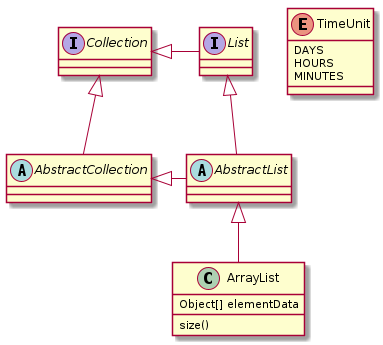 I Collection
I List
E TimeUnit
DAYS
HOURS
MINUTES
A AbstractCollection
A AbstractList
C ArrayList
Object[] elementData
size()